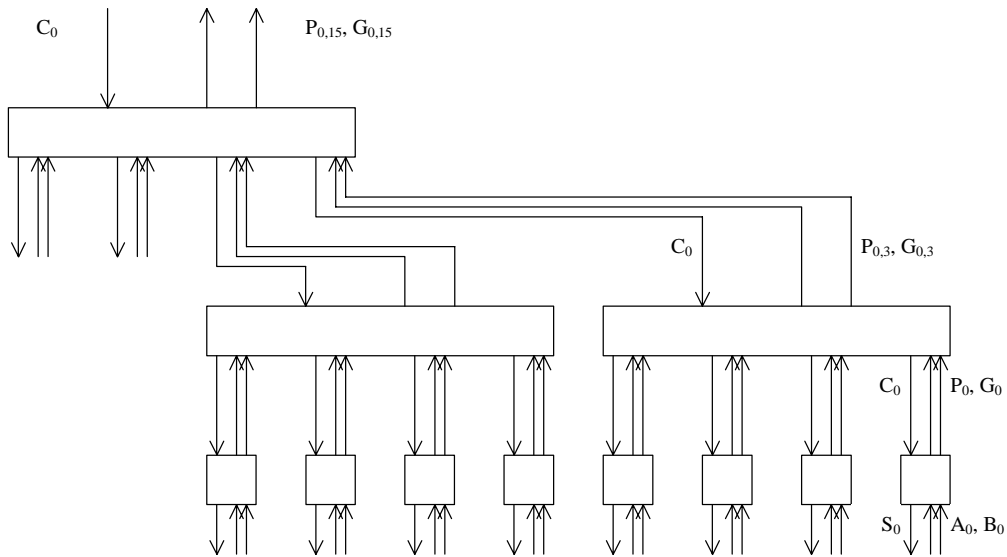 C₀
P₀,₁₅, G₀,₁₅
C₀
P₀,₃, G₀,₃
C₀
P₀, G₀
S₀
A₀, B₀